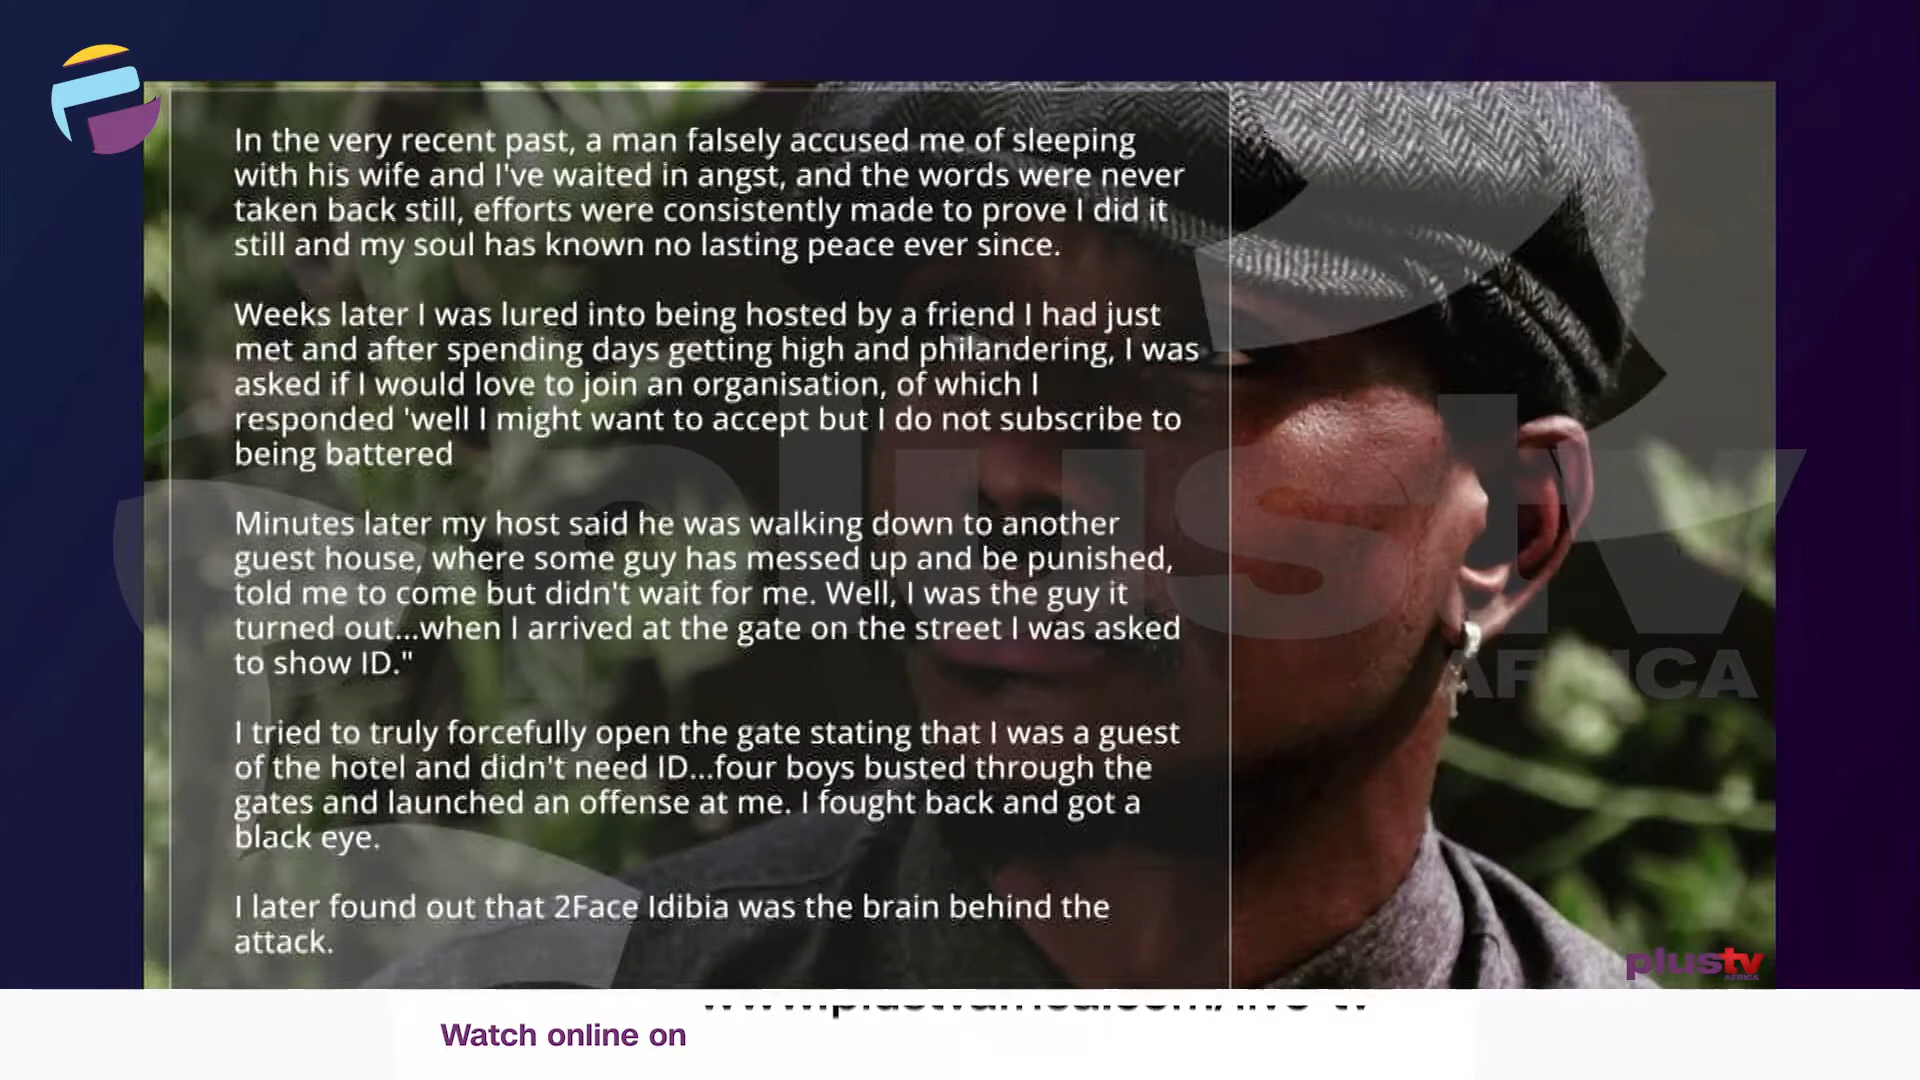 In the very recent past, a man falsely accused me of sleeping
with his wife and I've waited in angst, and the words were never
taken back still, efforts were consistently made to prove I did it
still and my soul has known no lasting peace ever since.
Weeks later I was lured into being hosted by a friend I had just
met and after spending days getting high and philandering, I was
asked if I would love to join an organisation, of which I
responded 'well I might want to accept but I do not subscribe to
being battered
Minutes later my host said he was walking down to another
guest house, where some guy has messed up and be punished,
told me to come but didn't wait for me. Well, I was the guy it
turned out...when I arrived at the gate on the street I was asked
to show ID."
I tried to truly forcefully open the gate stating that I was a guest
of the hotel and didn't need ID...four boys busted through the
gates and launched an offense at me. I fought back and got a
black eye.
I later found out that 2Face Idibia was the brain behind the
attack.
plustv
AFRICA
plustv
AFRICA
www.plustvafrica.com/live-tv
Watch online on